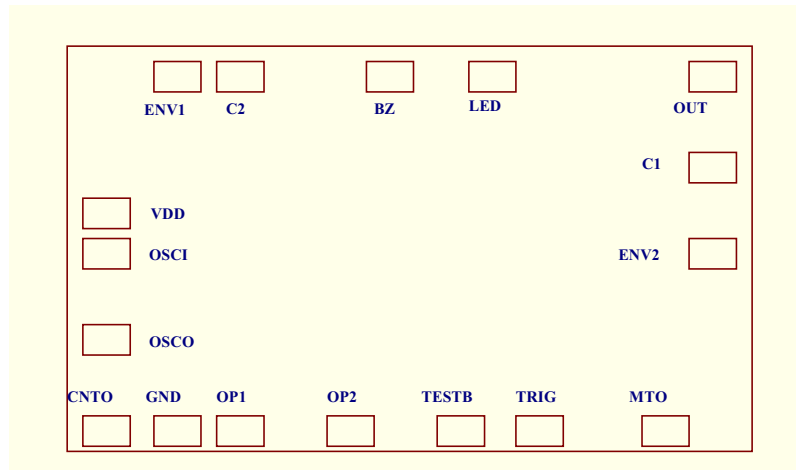 ENV1 C2 BZ LED OUT
C1
VDD
OSCI ENV2
OSCO
CNTO GND OP1 OP2 TESTB TRIG MTO